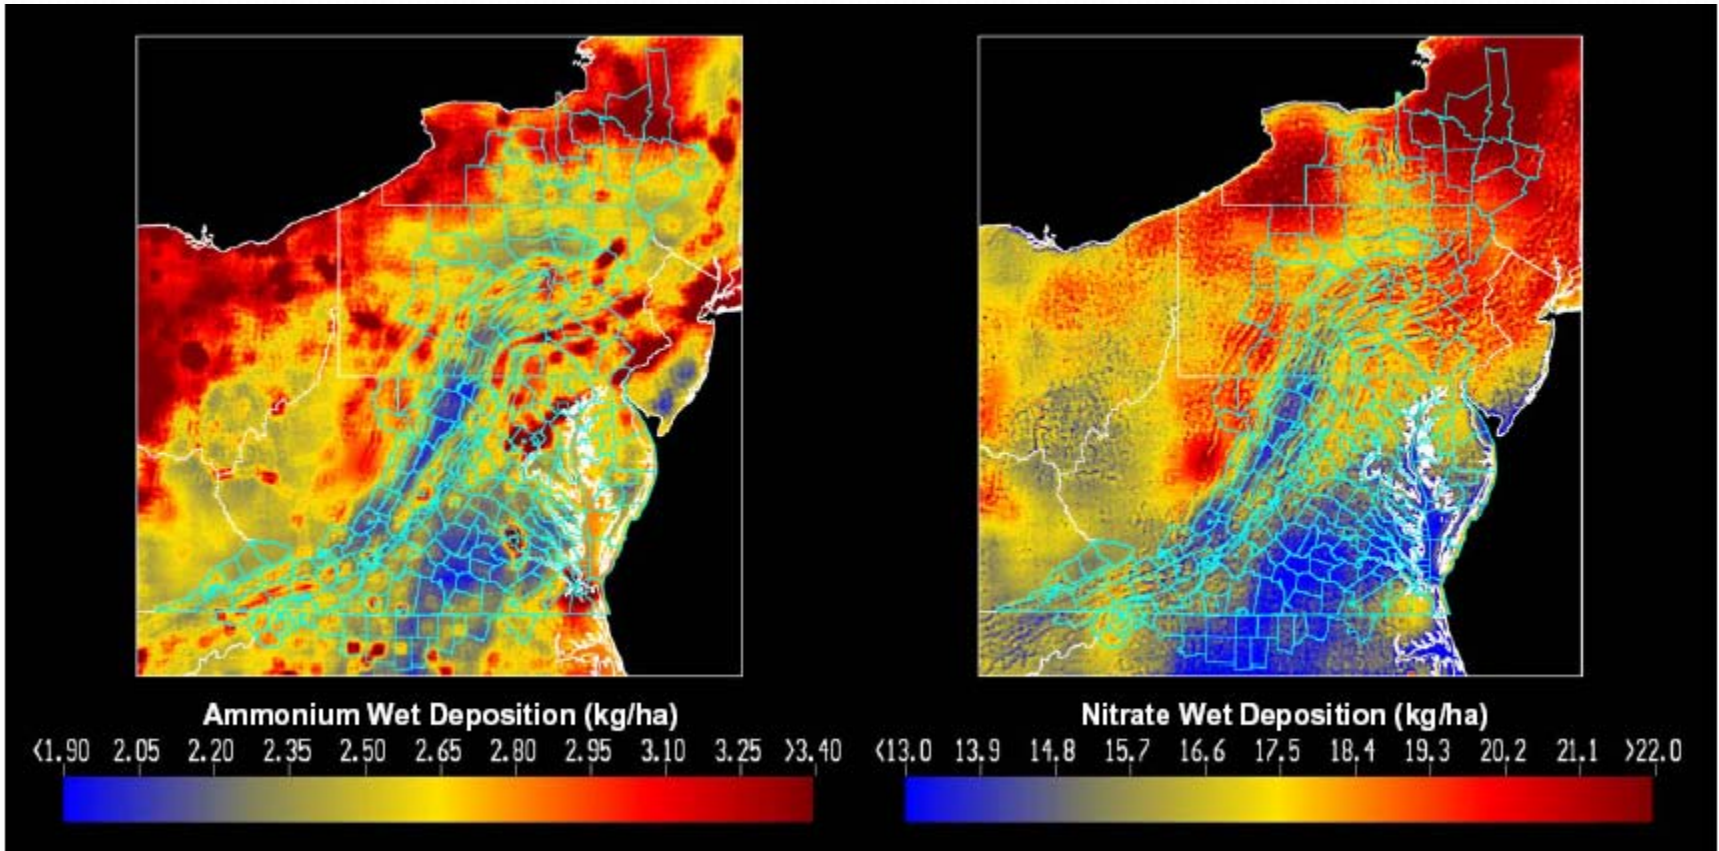 Ammonium Wet Deposition (kg/ha)
<1.90 2.05 2.20 2.35 2.50 2.65 2.80 2.95 3.10 3.25 >3.40
Nitrate Wet Deposition (kg/ha)
<13.0 13.9 14.8 15.7 16.6 17.5 18.4 19.3 20.2 21.1 >22.0